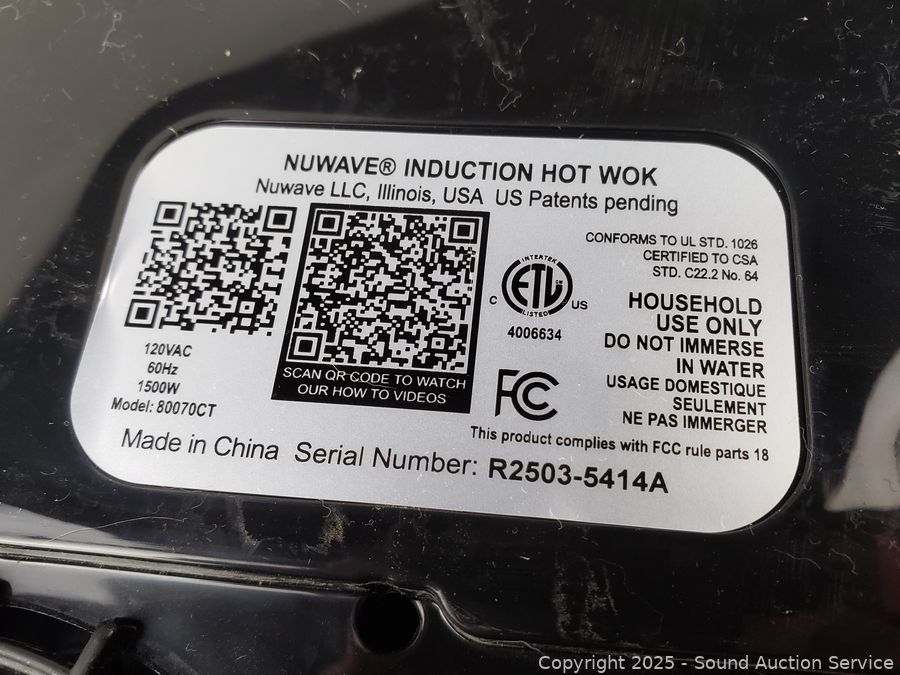 NUWAVE® INDUCTION HOT WOK
Nuwave LLC, Illinois, USA US Patents pending
120VAC
60Hz
1500W
Model: 80070CT
SCAN QR CODE TO WATCH
OUR HOW TO VIDEOS
CONFORMS TO UL STD. 1026
CERTIFIED TO CSA
STD. C22.2 No. 64
INTERTEK
C ETL CM US
LISTED
4006634
FCC
HOUSEHOLD
USE ONLY
DO NOT IMMERSE
IN WATER
USAGE DOMESTIQUE
SEULEMENT
NE PAS IMMERGER
This product complies with FCC rule parts 18
Made in China Serial Number: R2503-5414A
Copyright 2025 - Sound Auction Service